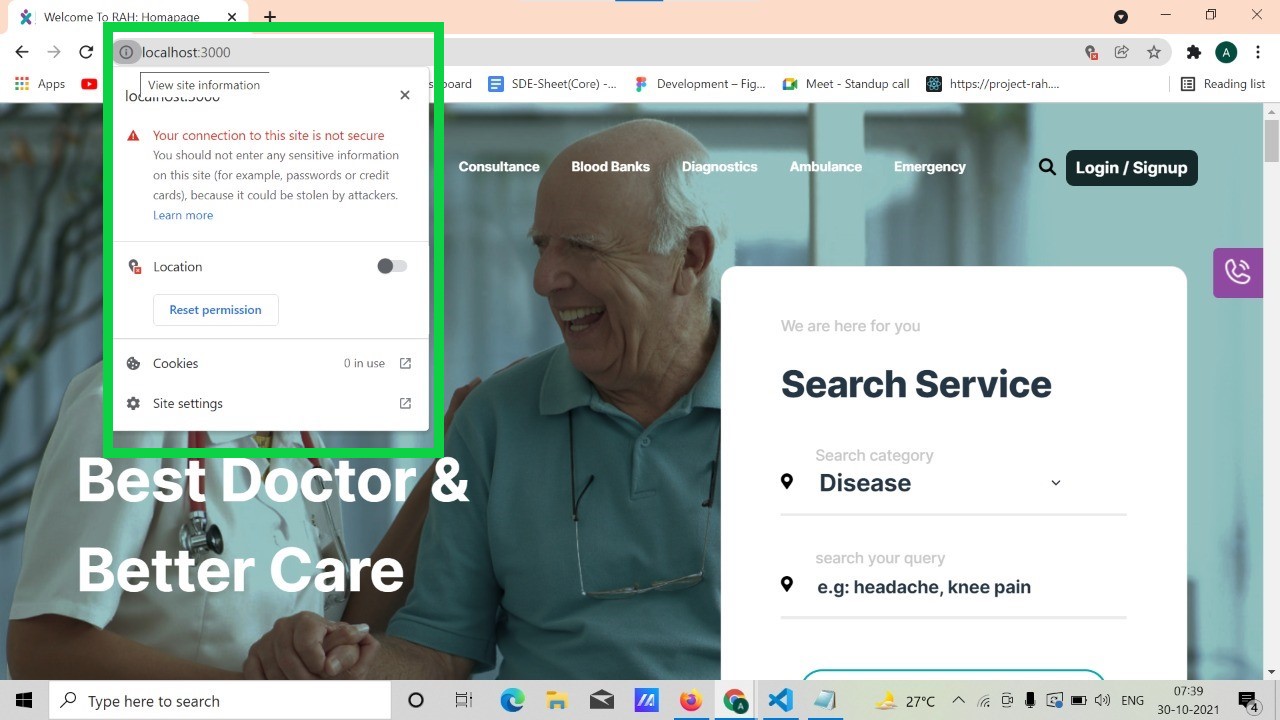 Welcome To RAH: Homapage
localhost:3000
Apps
board
SDE-Sheet(Core) -...
Development – Fig...
Meet - Standup call
https://project-rah....
Reading list
View site information
localhost:3000
Your connection to this site is not secure
You should not enter any sensitive information
on this site (for example, passwords or credit
cards), because it could be stolen by attackers.
Learn more
Location
Reset permission
Cookies
0 in use
Site settings
Consultance
Blood Banks
Diagnostics
Ambulance
Emergency
Login / Signup
We are here for you
Search Service
Search category
Disease
search your query
e.g: headache, knee pain
Best Doctor &
Better Care
Type here to search
27°C
ENG
07:39
30-10-2021
4
A
A